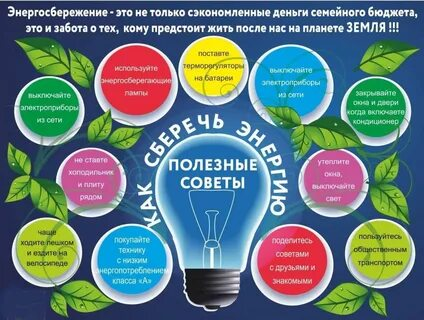 Энергосбережение - это не только сэкономленные деньги семейного бюджета,
это и забота о тех, кому предстоит жить после нас на планете ЗЕМЛЯ !!!
выключайте
электроприборы
из сети
используйте
энергосберегающие
лампы
поставте
терморегуляторы
на батареи
выключайте
электроприборы
из сети
закрывайте
окна и двери
когда включаете
кондиционер
не ставте
холодильник
и плиту
рядом
КАК СБЕРЕЧЬ ЭНЕРГИЮ
ПОЛЕЗНЫЕ
СОВЕТЫ
утеплите
окна,
выключайте
свет
чаще
ходите пешком
и ездите на
велосипеде
покупайте
технику
с низким
энергопотреблением
класса «А»
поделитесь
советами
с друзьями и
знакомыми
пользуйтесь
общественным
транспортом